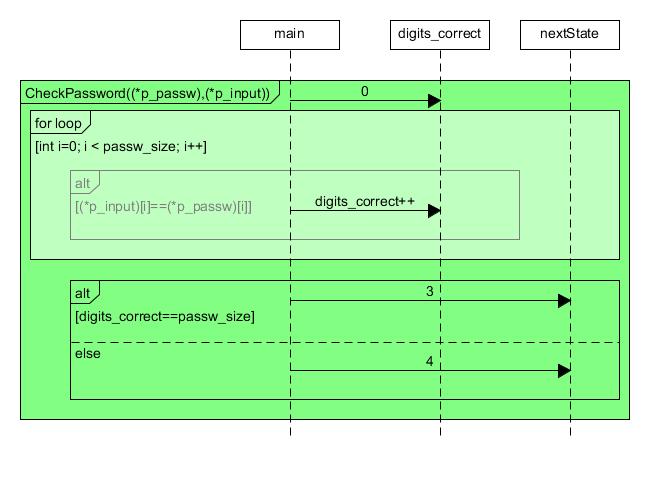 main digits_correct nextState
CheckPassword((*p_passw),(*p_input)) 0
for loop
[int i=0; i < passw_size; i++]
alt
[(*p_input)[i]==(*p_passw)[i]] digits_correct++
alt 3
[digits_correct==passw_size]
else
4